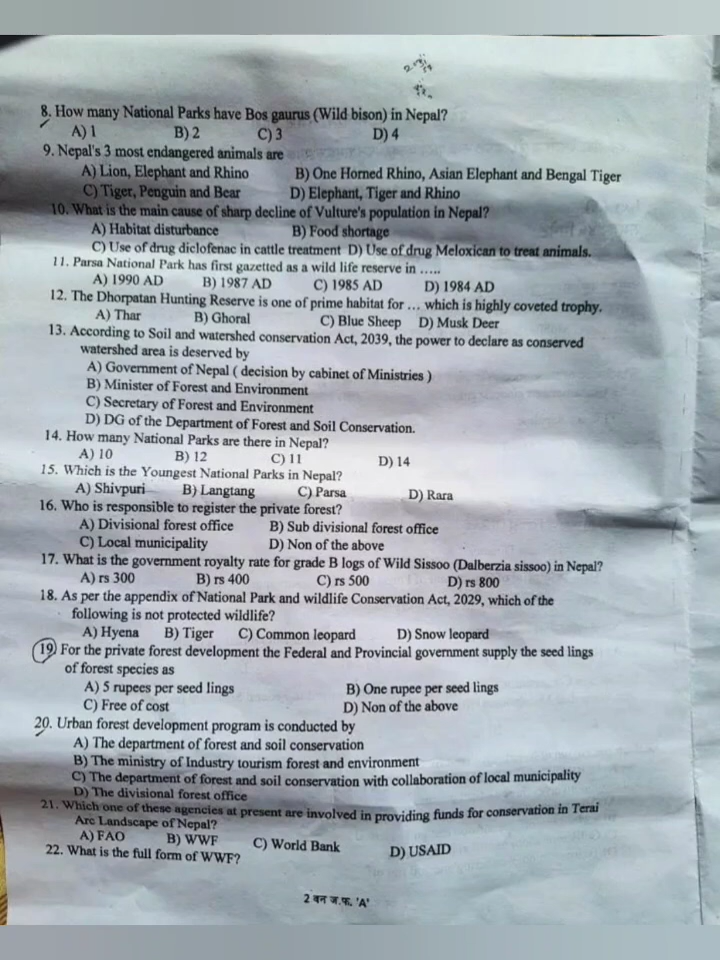 8. How many National Parks have Bos gaurus (Wild bison) in Nepal?
A) 1 B) 2 C) 3 D) 4
9. Nepal's 3 most endangered animals are
A) Lion, Elephant and Rhino B) One Horned Rhino, Asian Elephant and Bengal Tiger
C) Tiger, Penguin and Bear D) Elephant, Tiger and Rhino
10. What is the main cause of sharp decline of Vulture's population in Nepal?
A) Habitat disturbance B) Food shortage
C) Use of drug diclofenac in cattle treatment D) Use of drug Meloxican to treat animals.
11. Parsa National Park has first gazetted as a wild life reserve in .....
A) 1990 AD B) 1987 AD C) 1985 AD D) 1984 AD
12. The Dhorpatan Hunting Reserve is one of prime habitat for ... which is highly coveted trophy.
A) Thar B) Ghoral C) Blue Sheep D) Musk Deer
13. According to Soil and watershed conservation Act, 2039, the power to declare as conserved
watershed area is deserved by
A) Government of Nepal ( decision by cabinet of Ministries )
B) Minister of Forest and Environment
C) Secretary of Forest and Environment
D) DG of the Department of Forest and Soil Conservation.
14. How many National Parks are there in Nepal?
A) 10 B) 12 C) 11 D) 14
15. Which is the Youngest National Parks in Nepal?
A) Shivpuri B) Langtang C) Parsa D) Rara
16. Who is responsible to register the private forest?
A) Divisional forest office B) Sub divisional forest office
C) Local municipality D) Non of the above
17. What is the government royalty rate for grade B logs of Wild Sissoo (Dalberzia sissoo) in Nepal?
A) rs 300 B) rs 400 C) rs 500 D) rs 800
18. As per the appendix of National Park and wildlife Conservation Act, 2029, which of the
following is not protected wildlife?
A) Hyena B) Tiger C) Common leopard D) Snow leopard
19) For the private forest development the Federal and Provincial government supply the seed lings
of forest species as
A) 5 rupees per seed lings B) One rupee per seed lings
C) Free of cost D) Non of the above
20. Urban forest development program is conducted by
A) The department of forest and soil conservation
B) The ministry of Industry tourism forest and environment
C) The department of forest and soil conservation with collaboration of local municipality
D) The divisional forest office
21. Which one of these agencies at present are involved in providing funds for conservation in Terai
Arc Landscape of Nepal?
A) FAO B) WWF C) World Bank D) USAID
22. What is the full form of WWF?
2 वन ज.फ. 'A'